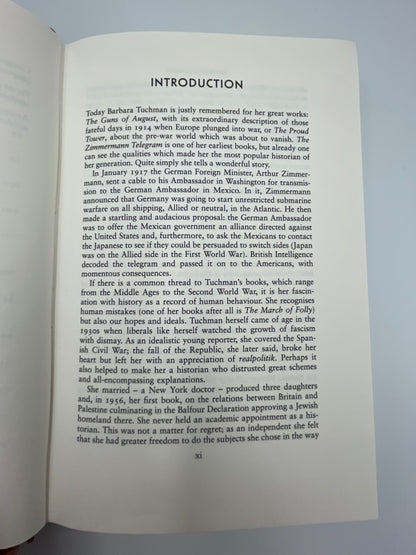 INTRODUCTION
Today Barbara Tuchman is justly remembered for her great works:
The Guns of August, with its extraordinary description of those
fateful days in 1914 when Europe plunged into war, or The Proud
Tower, about the pre-war world which was about to vanish. The
Zimmermann Telegram is one of her earliest books, but already one
can see the qualities which made her the most popular historian of
her generation. Quite simply she tells a wonderful story.
In January 1917 the German Foreign Minister, Arthur Zimmer-
mann, sent a cable to his Ambassador in Washington for transmis-
sion to the German Ambassador in Mexico. In it, Zimmermann
announced that Germany was going to start unrestricted submarine
warfare on all shipping, Allied or neutral, in the Atlantic. He then
made a startling and audacious proposal: the German Ambassador
was to offer the Mexican government an alliance directed against
the United States and, furthermore, to ask the Mexicans to contact
the Japanese to see if they could be persuaded to switch sides (Japan
was on the Allied side in the First World War). British Intelligence
decoded the telegram and passed it on to the Americans, with
momentous consequences.
If there is a common thread to Tuchman's books, which range
from the Middle Ages to the Second World War, it is her fascin-
ation with history as a record of human behaviour. She recognises
human mistakes (one of her books after all is The March of Folly)
but also our hopes and ideals. Tuchman herself came of age in the
1930s when liberals like herself watched the growth of fascism
with dismay. As an idealistic young reporter, she covered the Span-
ish Civil War; the fall of the Republic, she later said, broke her
heart but left her with an appreciation of realpolitik. Perhaps it
also helped to make her a historian who distrusted great schemes
and all-encompassing explanations.
She married – a New York doctor – produced three daughters
and, in 1956, her first book, on the relations between Britain and
Palestine culminating in the Balfour Declaration approving a Jewish
homeland there. She never held an academic appointment as a his-
torian. This was not a matter for regret; as an independent she felt
that she had greater freedom to do the subjects she chose in the way
xi